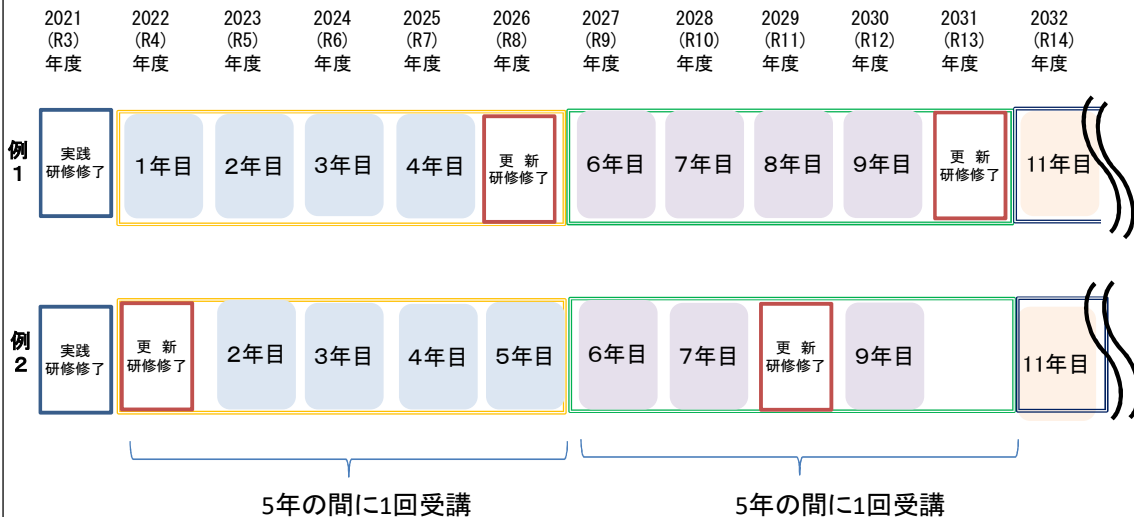 2021 2022 2023 2024 2025 2026 2027 2028 2029 2030 2031 2032
(R3) (R4) (R5) (R6) (R7) (R8) (R9) (R10) (R11) (R12) (R13) (R14)
年度 年度 年度 年度 年度 年度 年度 年度 年度 年度 年度 年度
例
1
実践
研修修了
1年目
2年目
3年目
4年目
更 新
研修修了
6年目
7年目
8年目
9年目
更 新
研修修了
11年目
例
2
実践
研修修了
更 新
研修修了
2年目
3年目
4年目
5年目
6年目
7年目
更 新
研修修了
9年目
11年目
5年の間に1回受講
5年の間に1回受講